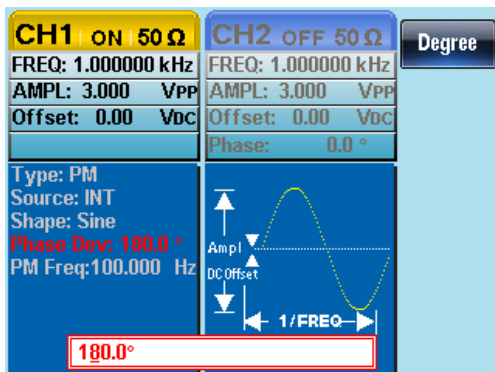 CH1 ON 50 Ω
FREQ: 1.000000 kHz
AMPL: 3.000 VPP
Offset: 0.00 VDC
CH2 OFF 50 Ω
FREQ: 1.000000 kHz
AMPL: 3.000 VPP
Offset: 0.00 VDC
Phase: 0.0 °
Degree
Type: PM
Source: INT
Shape: Sine
Phase Dev: 180.0 °
PM Freq:100.000 Hz
Ampl
DC Offset
1/FREQ
180.0°